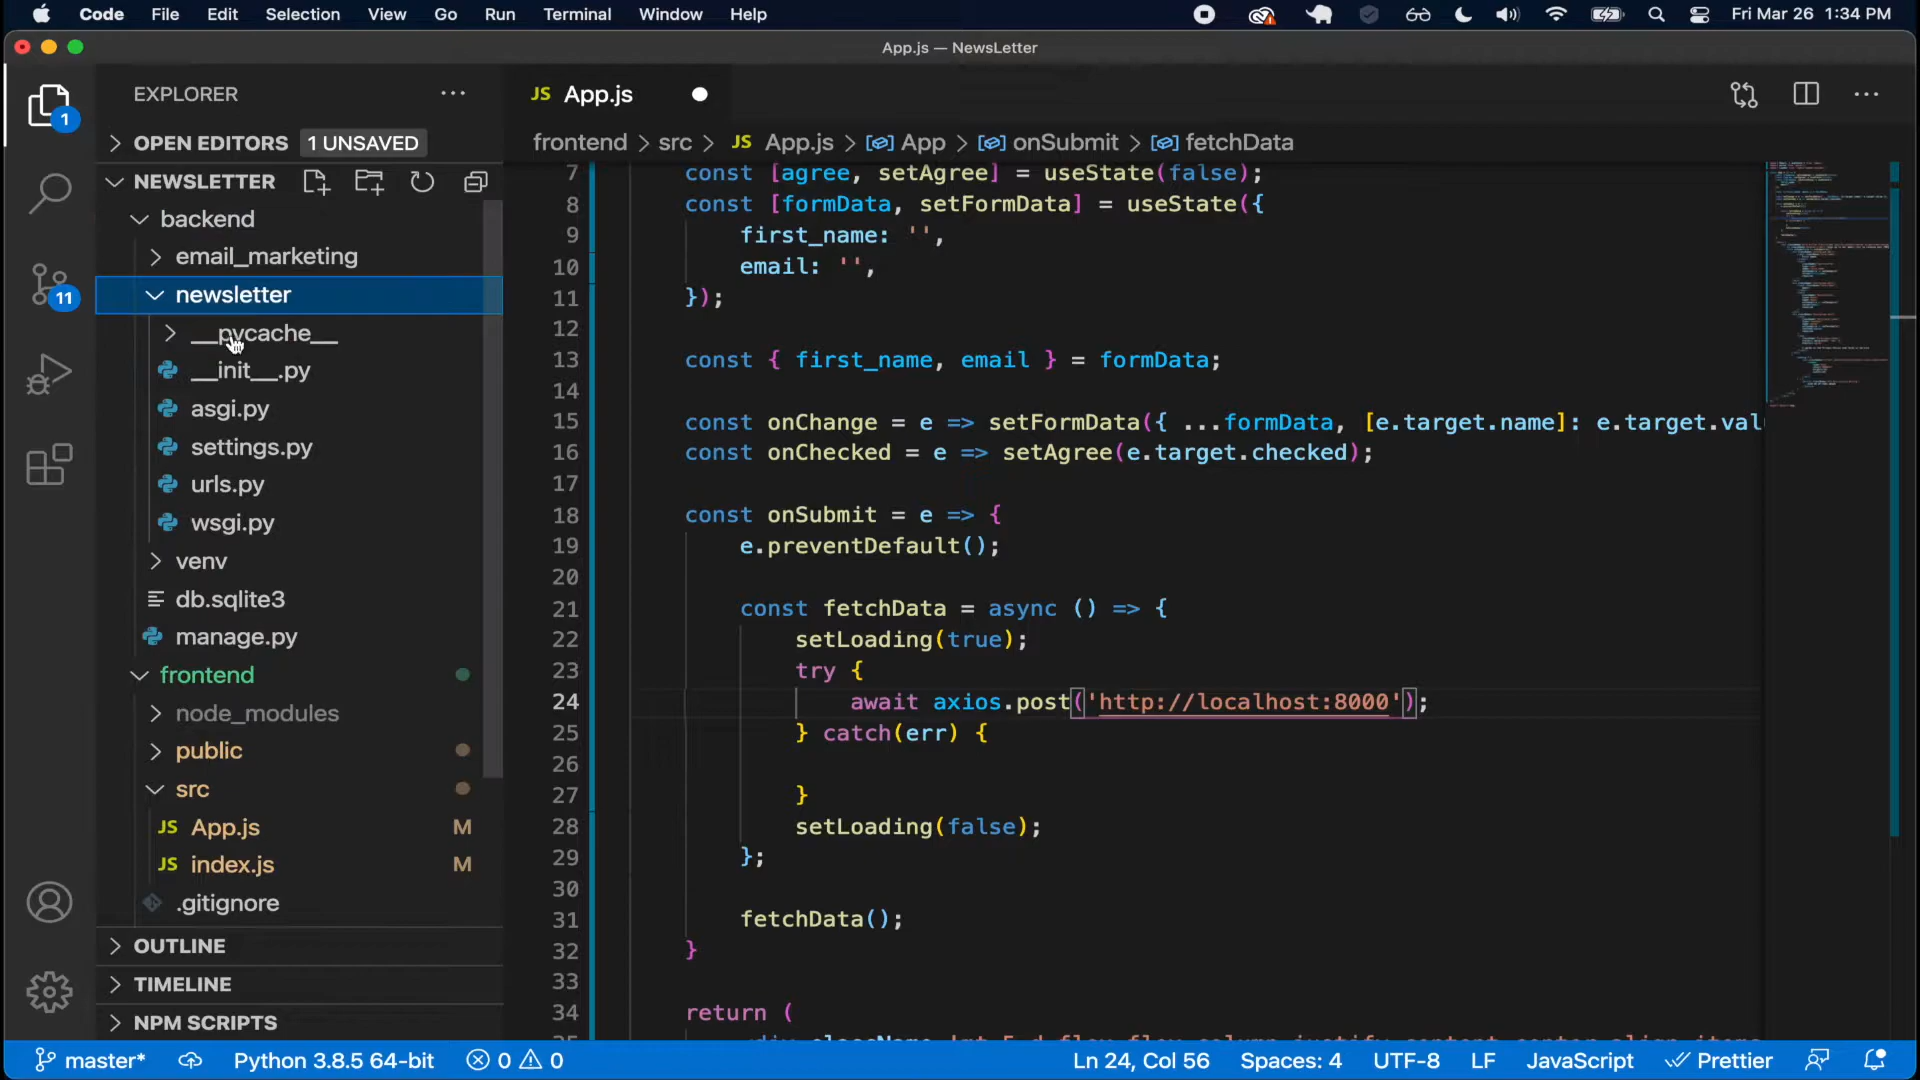 Code File Edit Selection View Go Run Terminal Window Help Fri Mar 26 1:34 PM
App.js — NewsLetter
EXPLORER
OPEN EDITORS 1 UNSAVED
NEWSLETTER
backend
email_marketing
newsletter
__pycache__
__init__.py
asgi.py
settings.py
urls.py
wsgi.py
venv
db.sqlite3
manage.py
frontend
node_modules
public
src
JS App.js M
JS index.js M
.gitignore
OUTLINE
TIMELINE
NPM SCRIPTS
1
11
JS App.js
frontend > src > JS App.js > App > onSubmit > fetchData
7 const [agree, setAgree] = useState(false);
8 const [formData, setFormData] = useState({
9 first_name: '',
10 email: '',
11 });
12
13 const { first_name, email } = formData;
14
15 const onChange = e => setFormData({ ...formData, [e.target.name]: e.target.val
16 const onChecked = e => setAgree(e.target.checked);
17
18 const onSubmit = e => {
19 e.preventDefault();
20
21 const fetchData = async () => {
22 setLoading(true);
23 try {
24 await axios.post('http://localhost:8000');
25 } catch(err) {
26
27 }
28 setLoading(false);
29 };
30
31 fetchData();
32 }
33
34 return (
master* Python 3.8.5 64-bit 0 0 Ln 24, Col 56 Spaces: 4 UTF-8 LF JavaScript Prettier